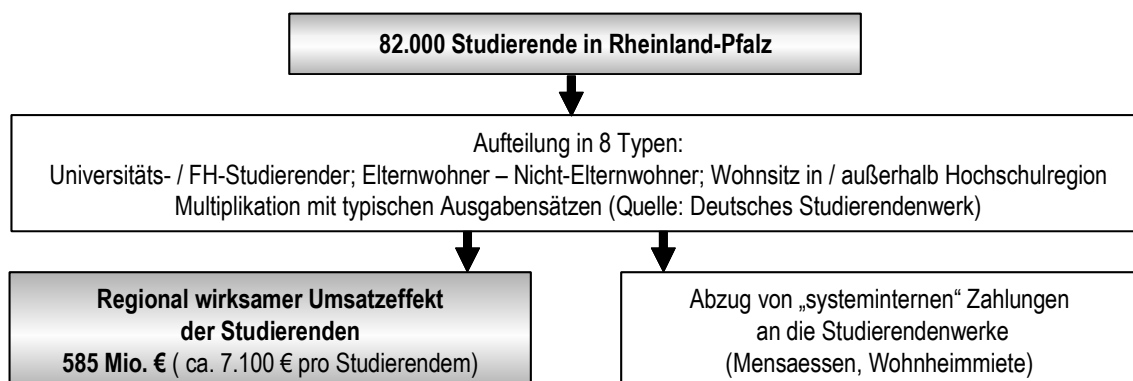 82.000 Studierende in Rheinland-Pfalz
Aufteilung in 8 Typen:
Universitäts- / FH-Studierender; Elternwohner – Nicht-Elternwohner; Wohnsitz in / außerhalb Hochschulregion
Multiplikation mit typischen Ausgabensätzen (Quelle: Deutsches Studierendenwerk)
Regional wirksamer Umsatzeffekt
der Studierenden
585 Mio. € ( ca. 7.100 € pro Studierendem)
Abzug von „systeminternen“ Zahlungen
an die Studierendenwerke
(Mensaessen, Wohnheimmiete)